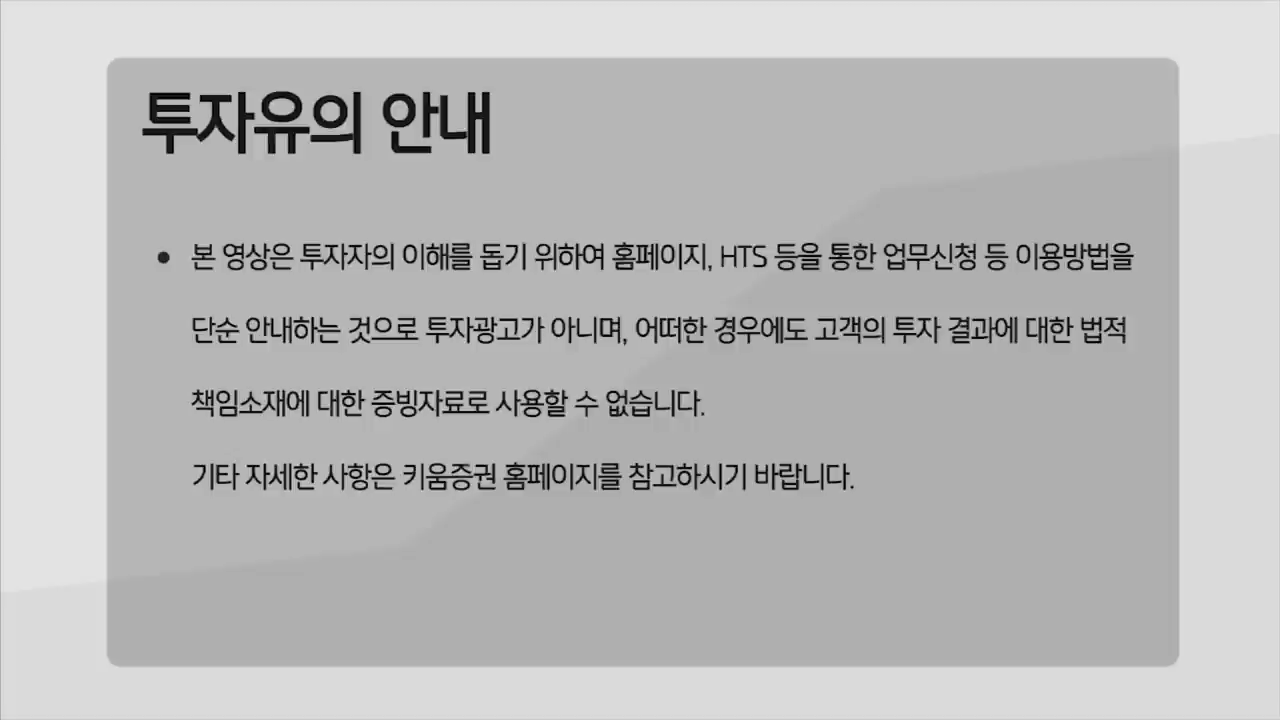 투자유의 안내
• 본 영상은 투자자의 이해를 돕기 위하여 홈페이지, HTS 등을 통한 업무신청 등 이용방법을
단순 안내하는 것으로 투자광고가 아니며, 어떠한 경우에도 고객의 투자 결과에 대한 법적
책임소재에 대한 증빙자료로 사용할 수 없습니다.
기타 자세한 사항은 키움증권 홈페이지를 참고하시기 바랍니다.